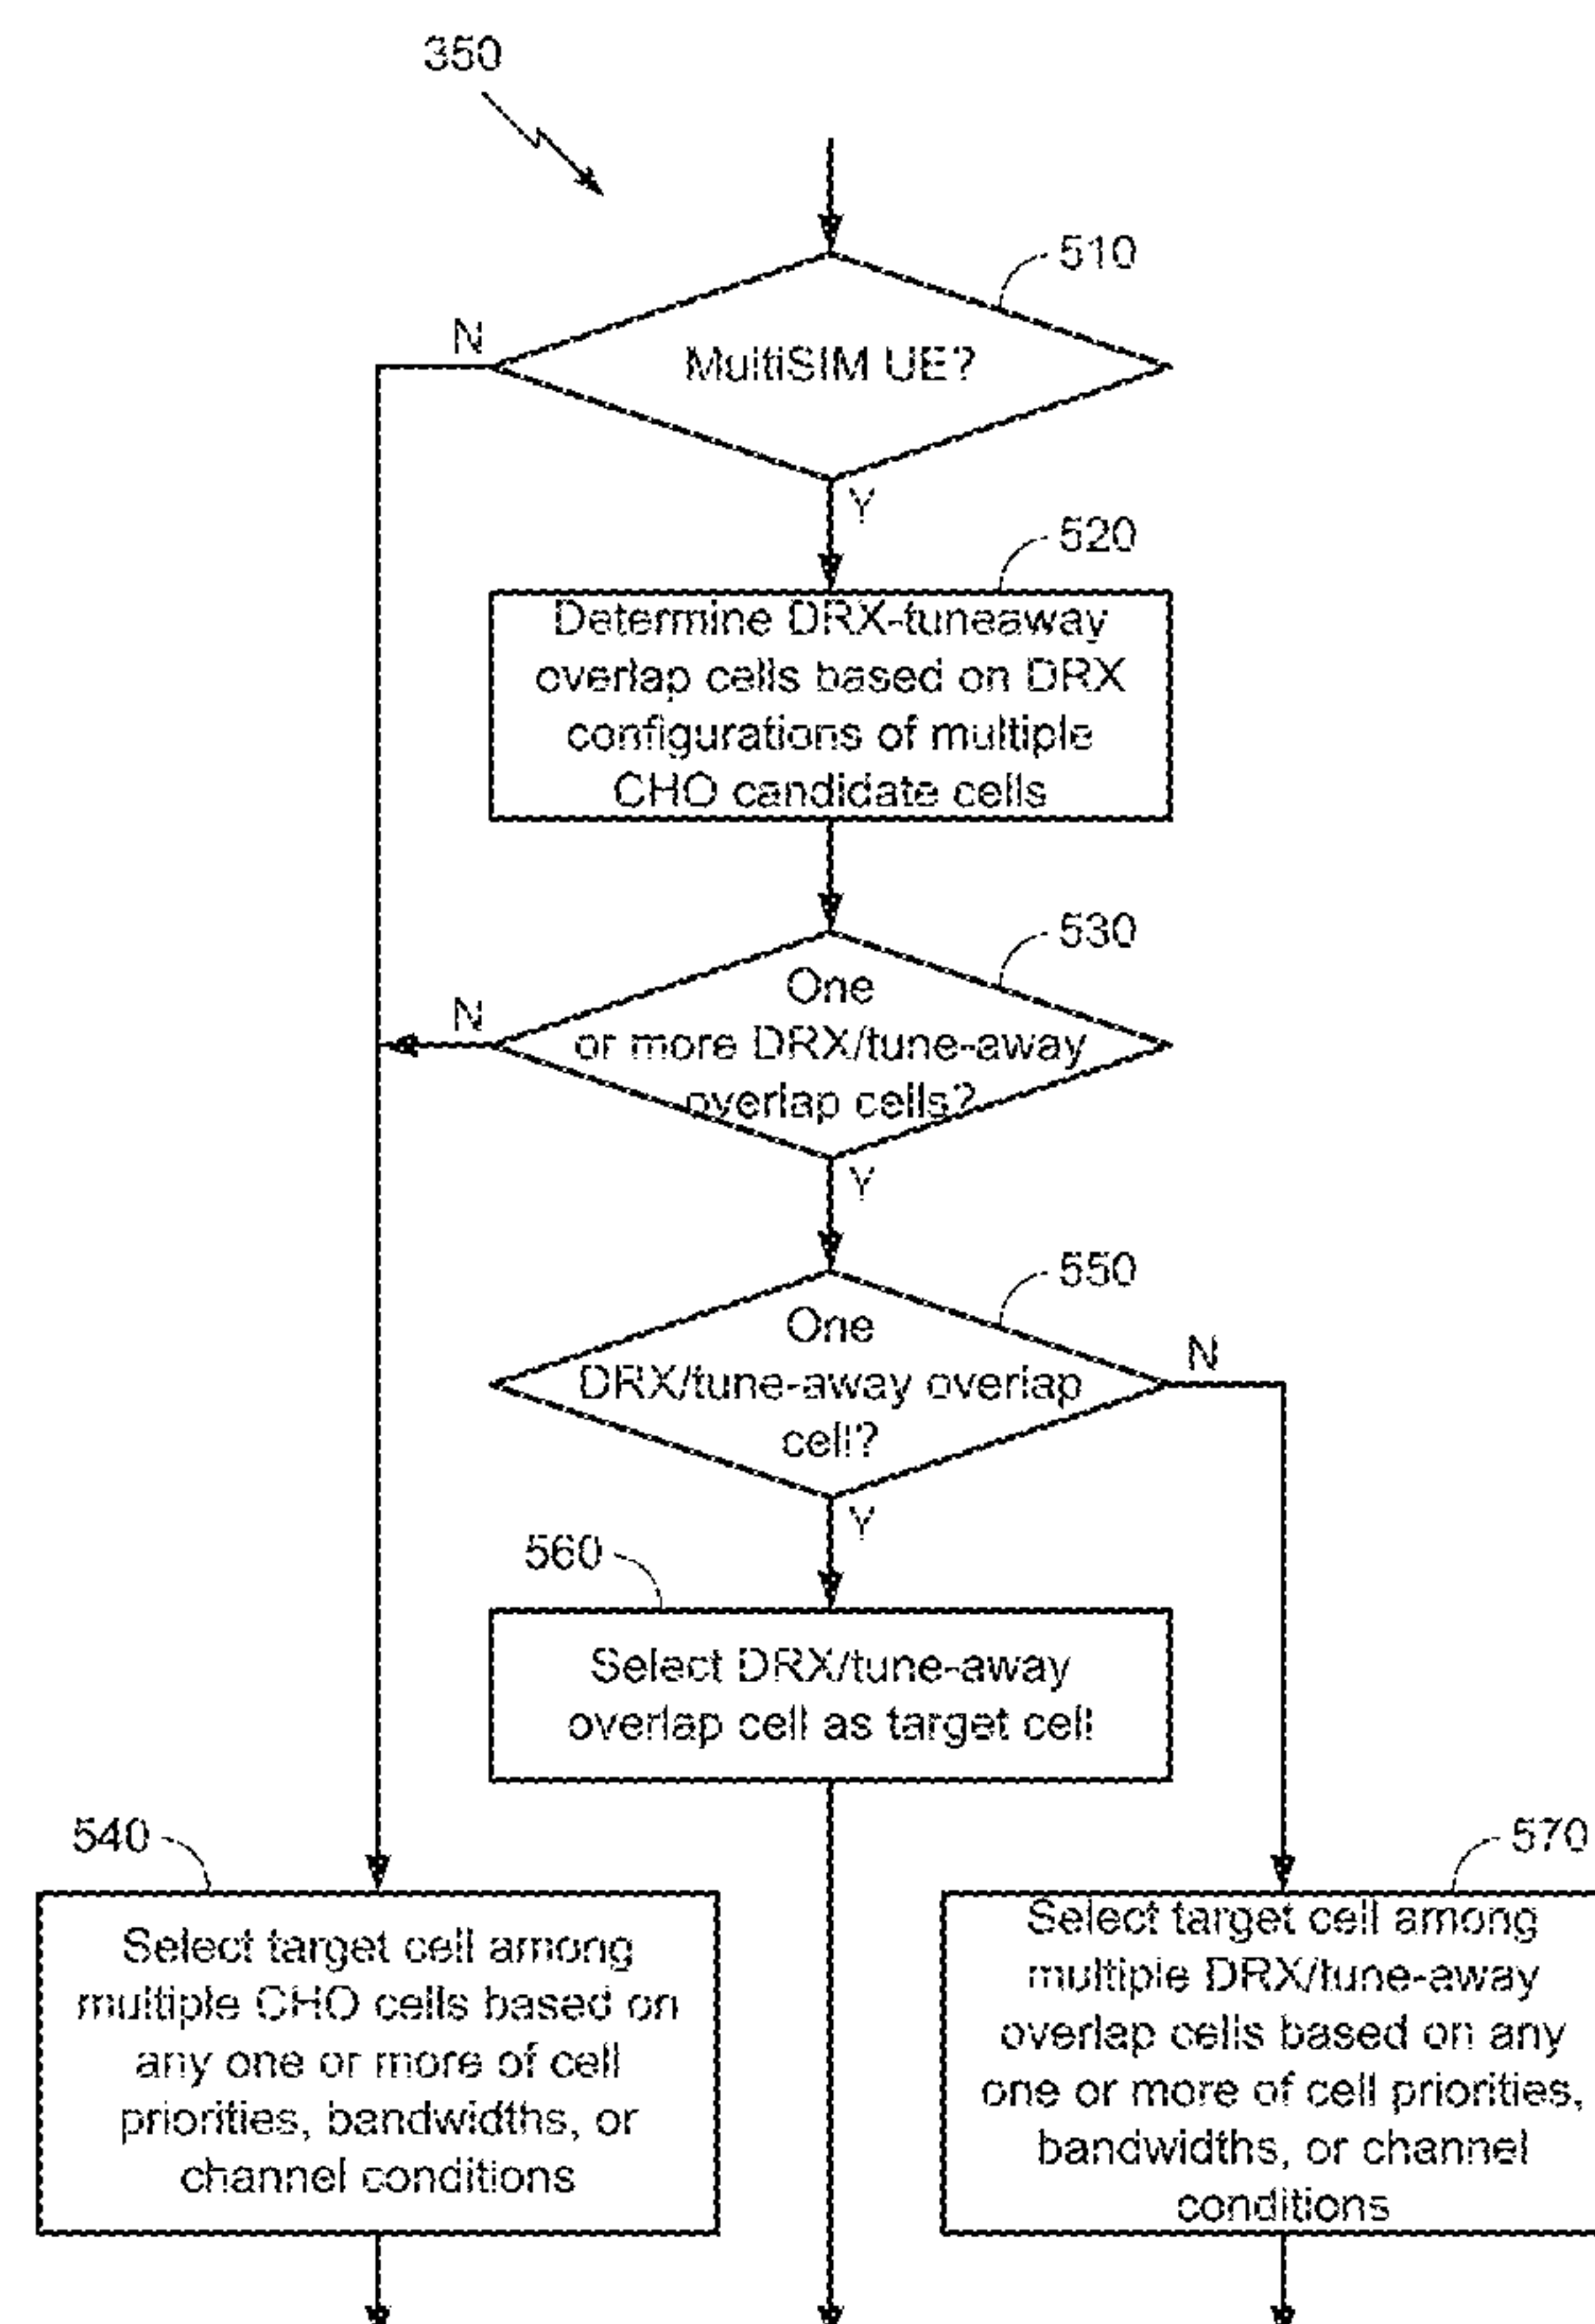 350
510
N
MultiSIM UE?
Y
520
Determine DRX-tuneaway
overlap cells based on DRX
configurations of multiple
CHO candidate cells
530
One
N
or more DRX/tune-away
overlap cells?
Y
550
One
N
DRX/tune-away overlap
cell?
Y
560
Select DRX/tune-away
overlap cell as target cell
540
570
Select target cell among
multiple CHO cells based on
any one or more of cell
priorities, bandwidths, or
channel conditions
Select target cell among
multiple DRX/tune-away
overlap cells based on any
one or more of cell priorities,
bandwidths, or channel
conditions